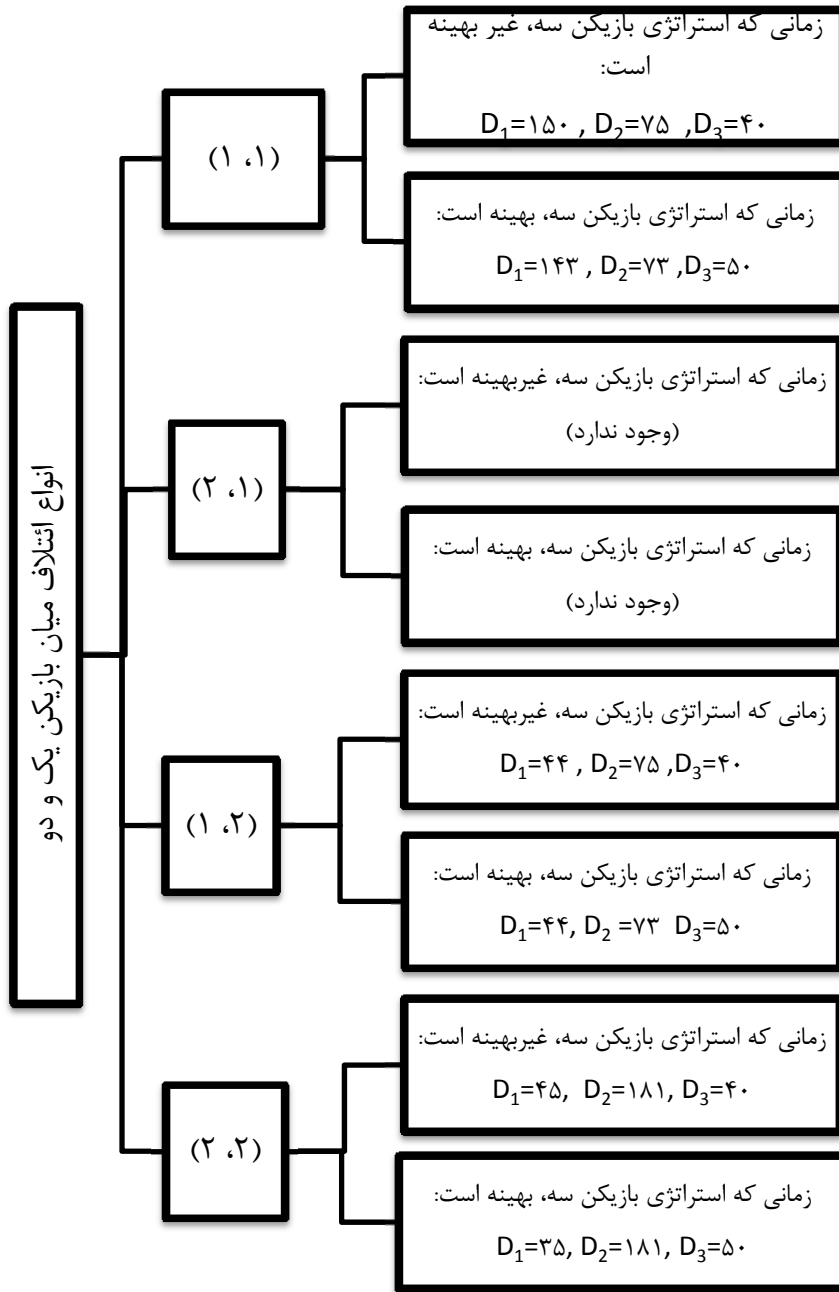 انواع ائتلاف میان بازیکن یک و دو
(۱ ،۱)
زمانی که استراتژی بازیکن سه، غیر بهینه
است:
D₁=۱۵۰ , D₂=۷۵ ,D₃=۴۰
زمانی که استراتژی بازیکن سه، بهینه است:
D₁=۱۴۳ , D₂=۷۳ ,D₃=۵۰
(۲ ،۱)
زمانی که استراتژی بازیکن سه، غیربهینه است:
(وجود ندارد)
زمانی که استراتژی بازیکن سه، بهینه است:
(وجود ندارد)
(۱ ،۲)
زمانی که استراتژی بازیکن سه، غیربهینه است:
D₁=۴۴ , D₂=۷۵ ,D₃=۴۰
زمانی که استراتژی بازیکن سه، بهینه است:
D₁=۴۴, D₂ =۷۳ D₃=۵۰
(۲ ،۲)
زمانی که استراتژی بازیکن سه، غیربهینه است:
D₁=۴۵, D₂=۱۸۱, D₃=۴۰
زمانی که استراتژی بازیکن سه، بهینه است:
D₁=۳۵, D₂=۱۸۱, D₃=۵۰